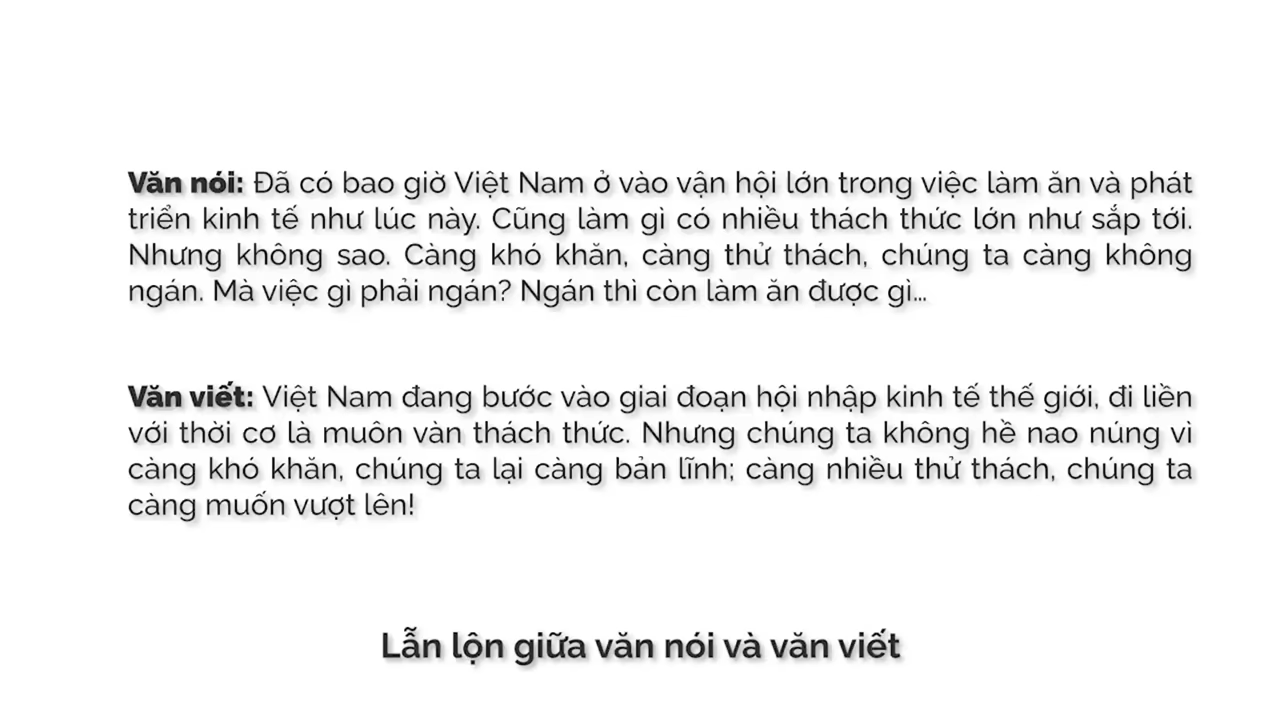 Văn nói: Đã có bao giờ Việt Nam ở vào vận hội lớn trong việc làm ăn và phát
triển kinh tế như lúc này. Cũng làm gì có nhiều thách thức lớn như sắp tới.
Nhưng không sao. Càng khó khăn, càng thử thách, chúng ta càng không
ngán. Mà việc gì phải ngán? Ngán thì còn làm ăn được gì...
Văn viết: Việt Nam đang bước vào giai đoạn hội nhập kinh tế thế giới, đi liền
với thời cơ là muôn vàn thách thức. Nhưng chúng ta không hề nao núng vì
càng khó khăn, chúng ta lại càng bản lĩnh; càng nhiều thử thách, chúng ta
càng muốn vượt lên!
Lẫn lộn giữa văn nói và văn viết